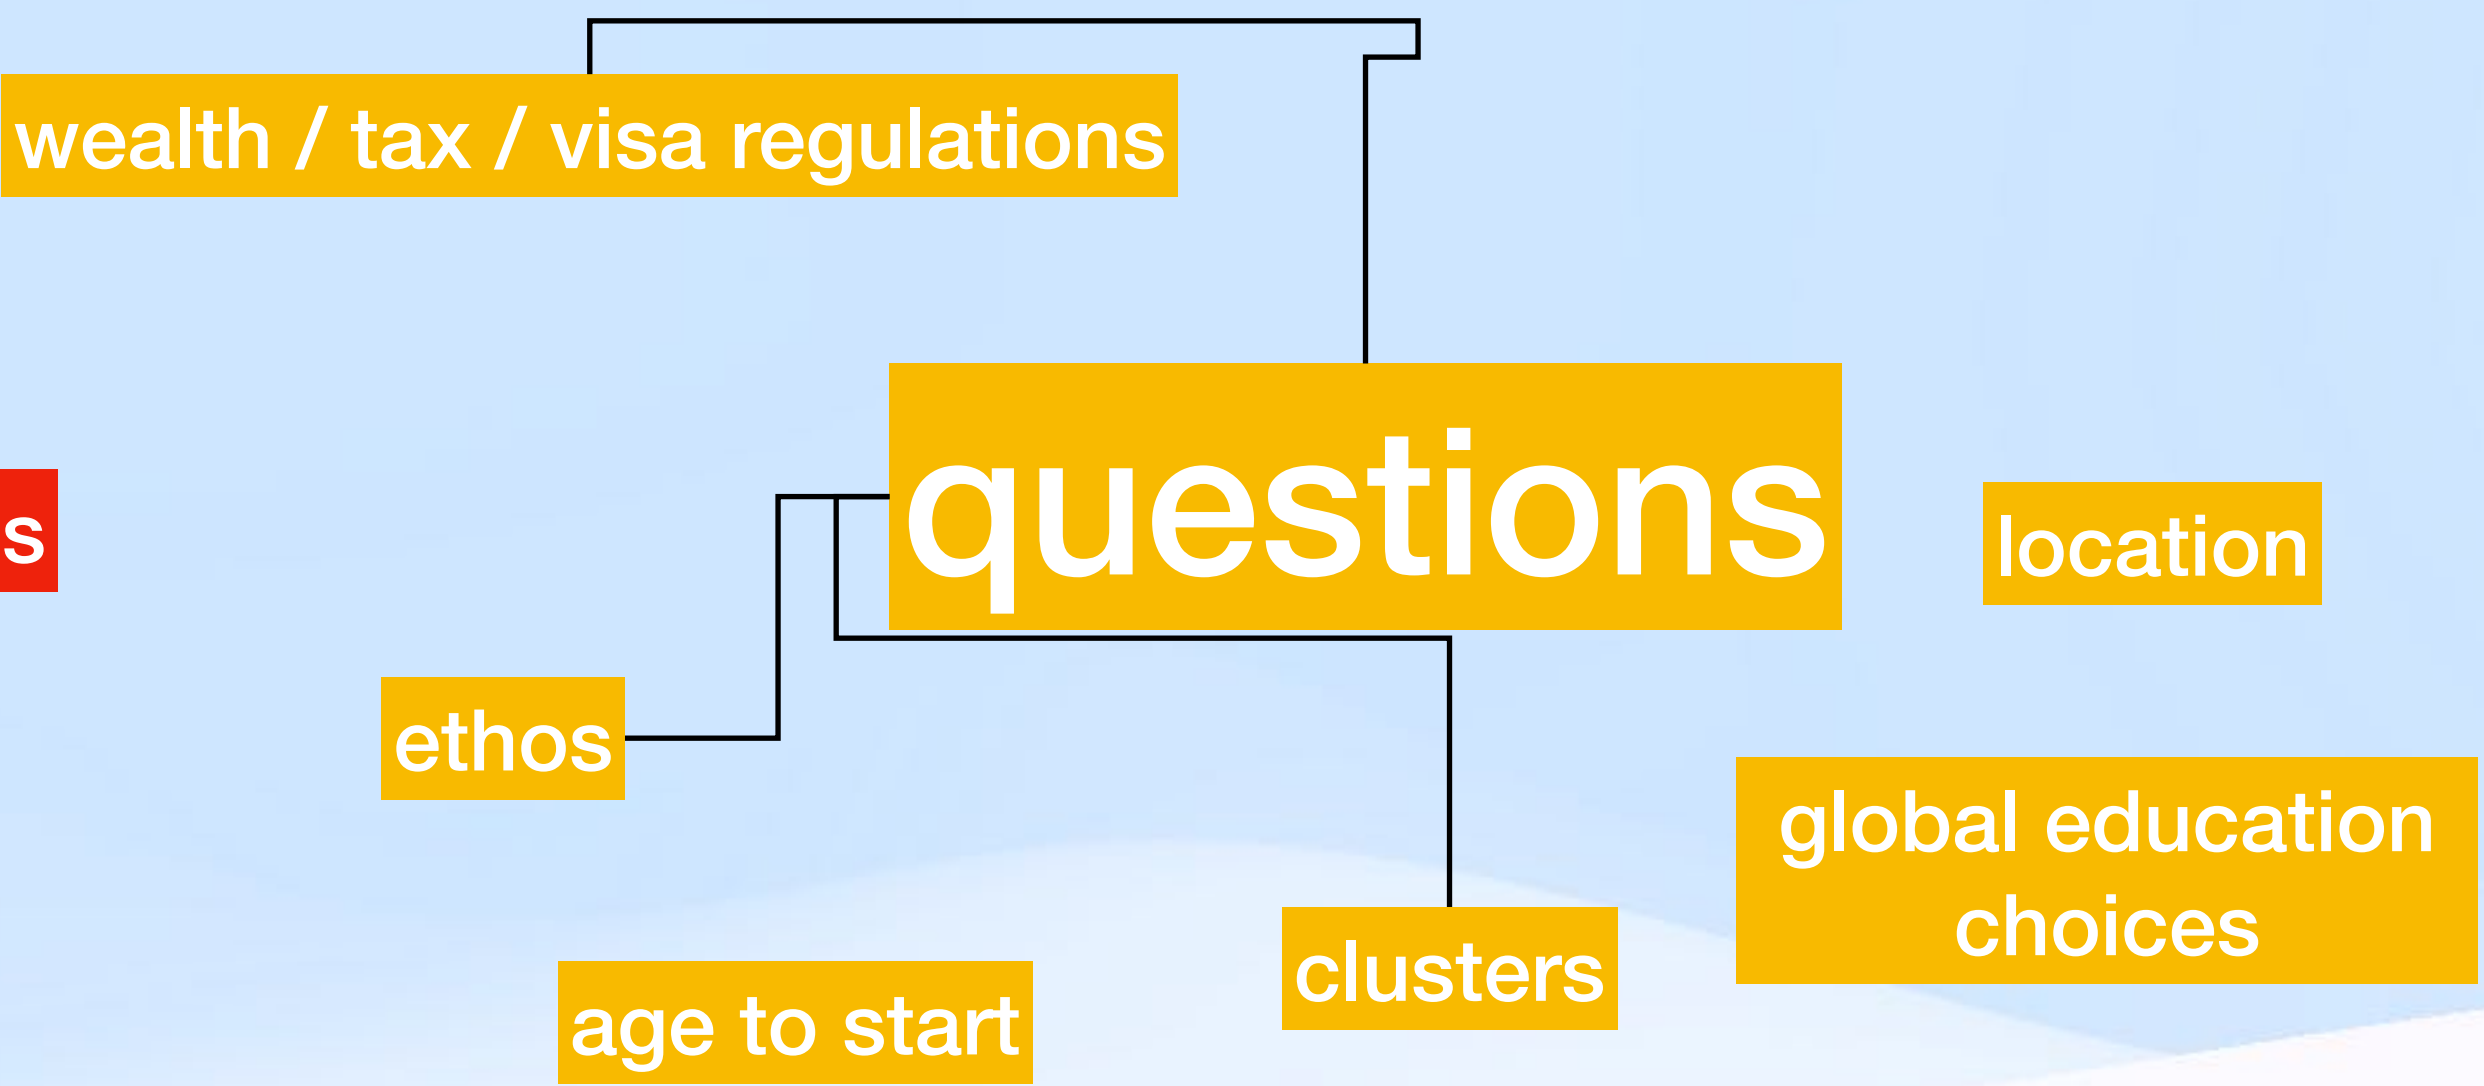 wealth / tax / visa regulations
questions
s
location
ethos
global education
choices
clusters
age to start